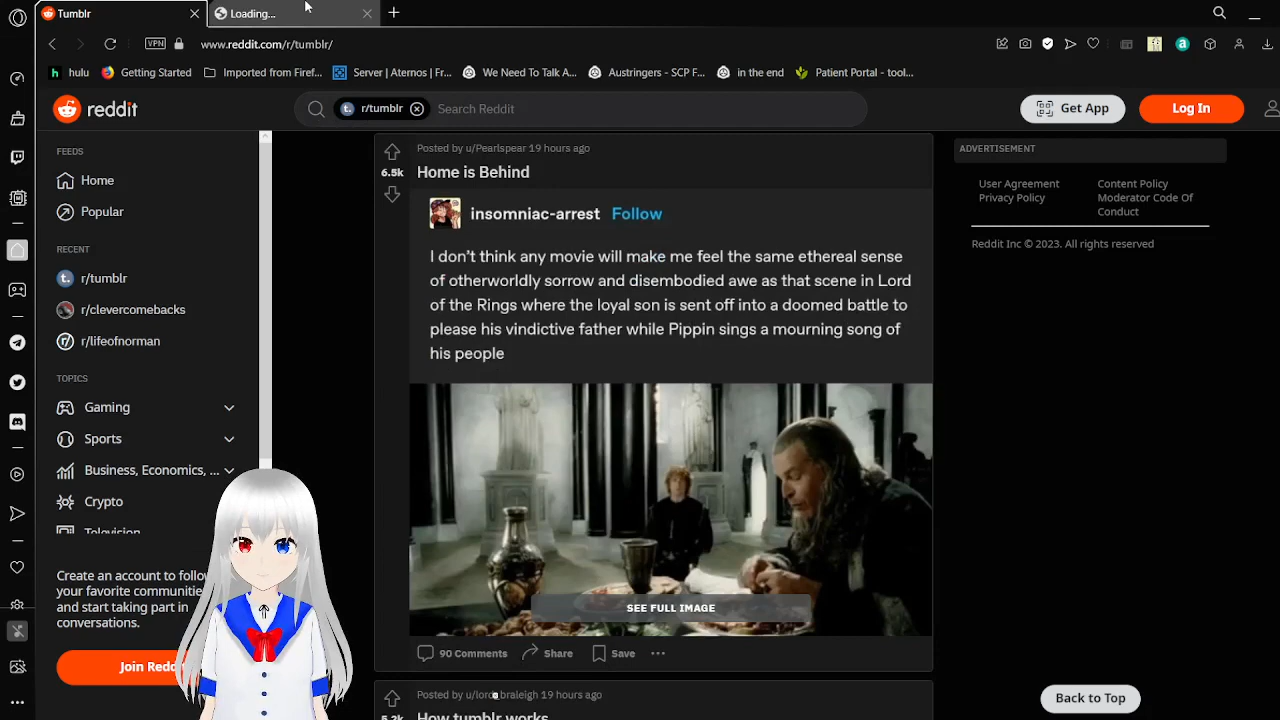 Tumblr
Loading...
VPN
www.reddit.com/r/tumblr/
h hulu
Getting Started
Imported from Firef...
Server | Aternos | Fr...
We Need To Talk A...
Austringers - SCP F...
in the end
Patient Portal - tool...
reddit
r/tumblr
Search Reddit
Get App
Log In
FEEDS
Home
Popular
RECENT
r/tumblr
r/clevercomebacks
r/lifeofnorman
TOPICS
Gaming
Sports
Business, Economics, ...
Crypto
Television
Create an account to follo
your favorite communities
and start taking part in
conversations.
Join Reddi
Posted by u/Pearlspear 19 hours ago
6.5k
Home is Behind
insomniac-arrest Follow
I don't think any movie will make me feel the same ethereal sense
of otherworldly sorrow and disembodied awe as that scene in Lord
of the Rings where the loyal son is sent off into a doomed battle to
please his vindictive father while Pippin sings a mourning song of
his people
SEE FULL IMAGE
90 Comments
Share
Save
Posted by 19 hours ago
5.2k
How tumblr works
ADVERTISEMENT
User Agreement
Privacy Policy
Content Policy
Moderator Code Of
Conduct
Reddit Inc © 2023. All rights reserved
Back to Top